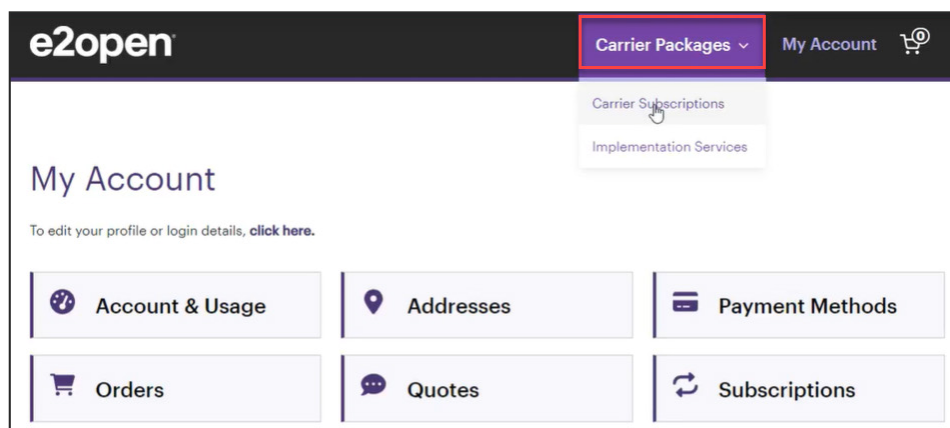 e2open
Carrier Packages
My Account
0
Carrier Subscriptions
Implementation Services
My Account
To edit your profile or login details, click here.
Account & Usage
Addresses
Payment Methods
Orders
Quotes
Subscriptions